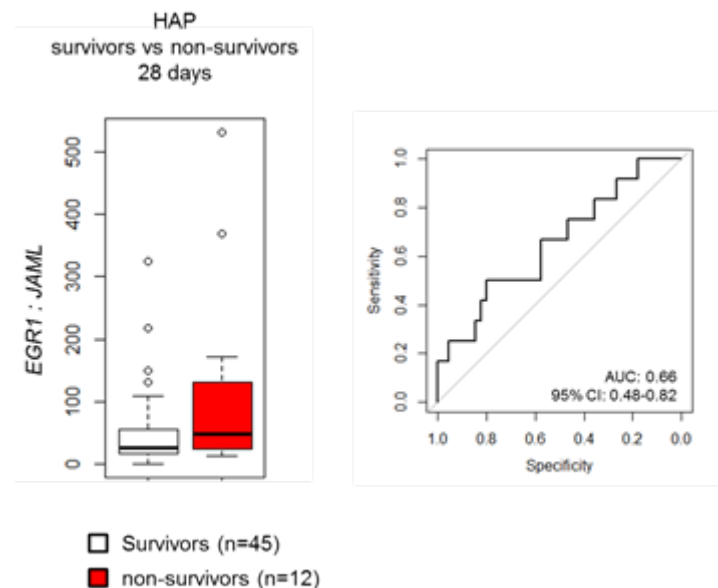 HAP
survivors vs non-survivors
28 days
EGR1 : JAML
500
400
300
200
100
0
Sensitivity
1.0
0.8
0.6
0.4
0.2
0.0
AUC: 0.66
95% CI: 0.48-0.82
1.0 0.8 0.6 0.4 0.2 0.0
Specificity
Survivors (n=45)
non-survivors (n=12)